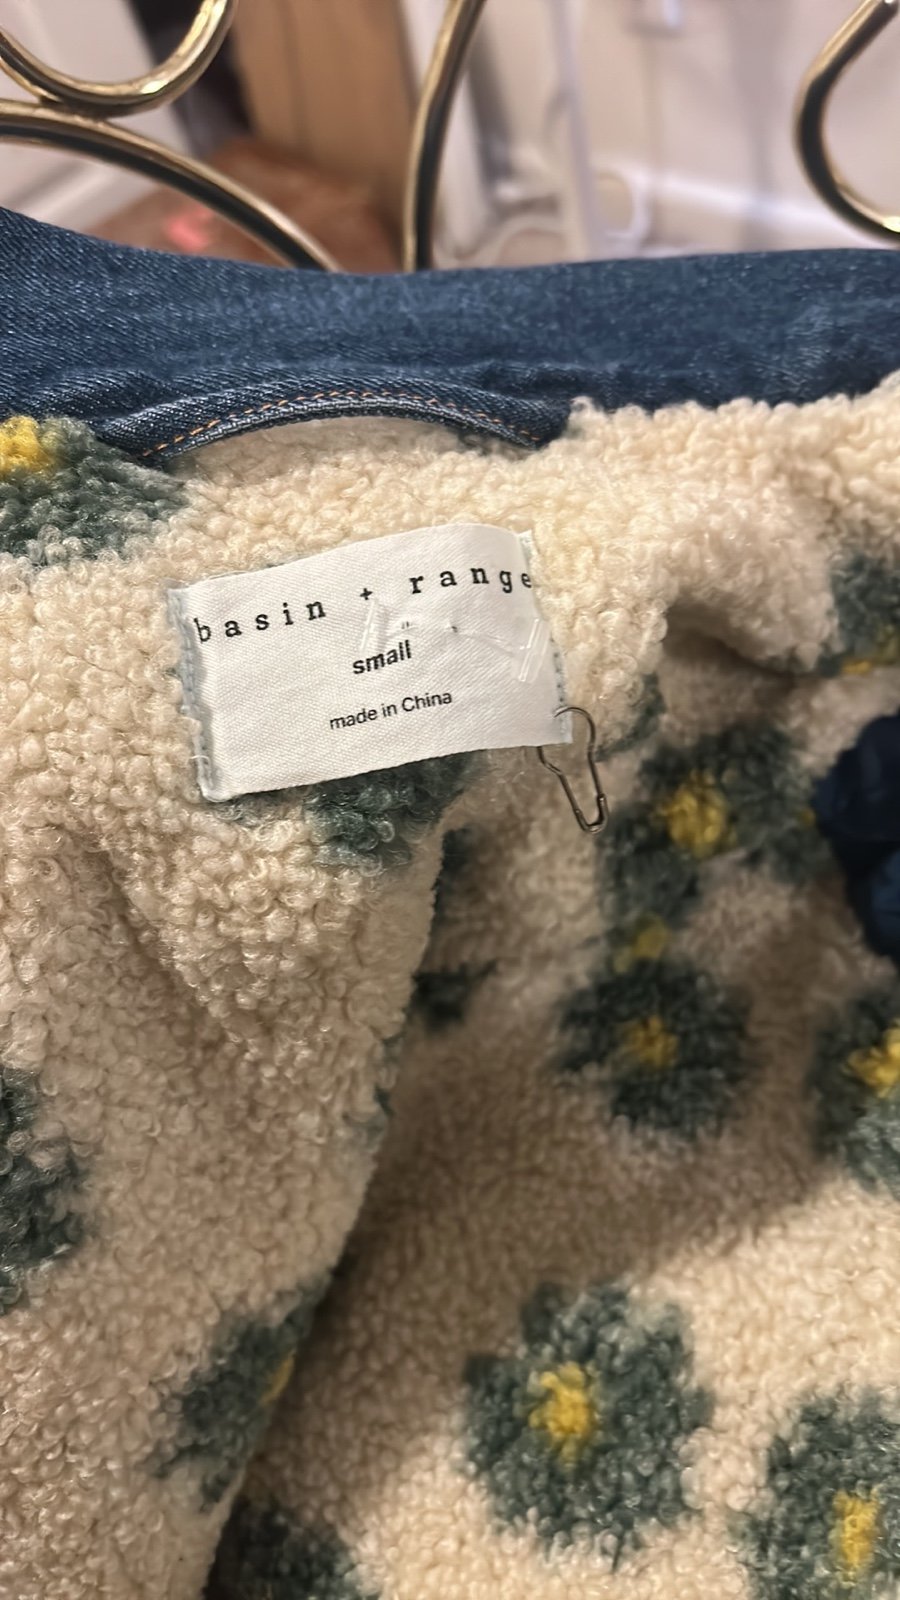 basin + range
small
made in China